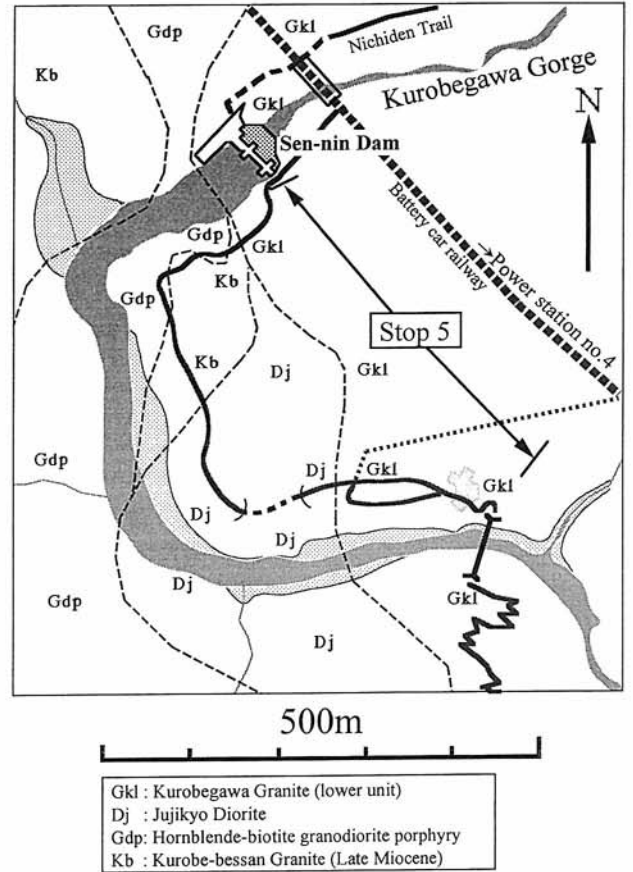 Gkl
Gdp
Nichiden Trail
Kb
Gkl
Kurobegawa Gorge
N
Sen-nin Dam
Gdp
Gkl
Kb
Gdp
Battery car railway
→Power station no.4
Stop 5
Kb
Dj
Gkl
Gdp
Dj
Gkl
Gkl
Dj
Dj
Dj
Gkl
Gdp
Dj
500m
Gkl : Kurobegawa Granite (lower unit)
Dj : Jujikyo Diorite
Gdp: Hornblende-biotite granodiorite porphyry
Kb : Kurobe-bessan Granite (Late Miocene)